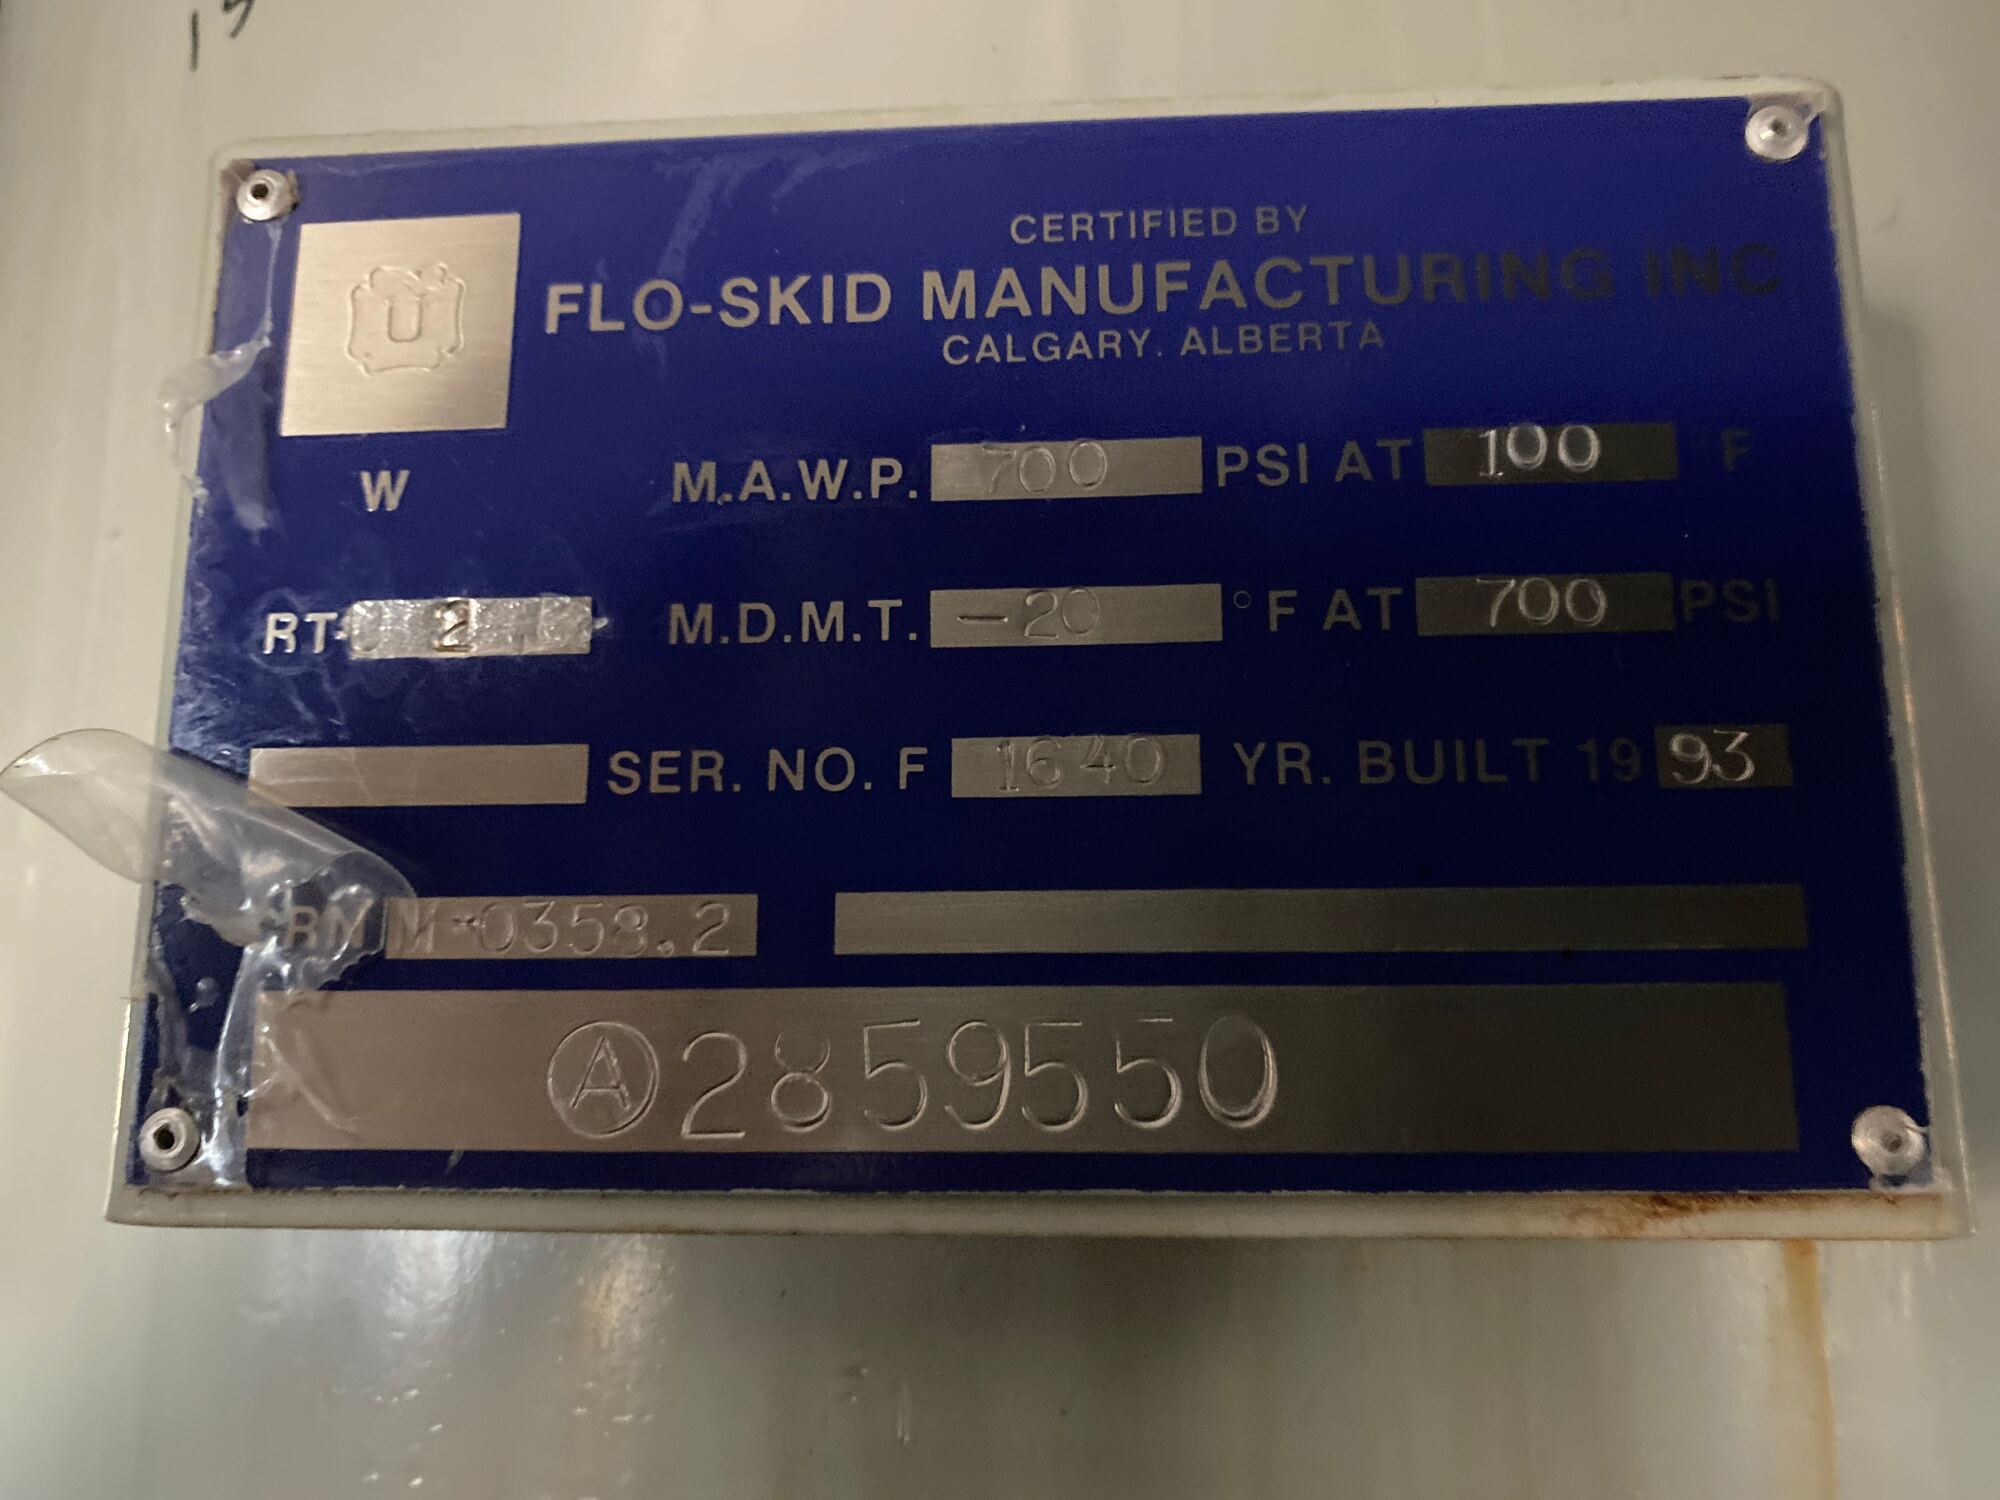 CERTIFIED BY
U
FLO-SKID MANUFACTURING INC
CALGARY, ALBERTA
W M.A.W.P. 700 PSI AT 100 °F
RT- 2 M.D.M.T. -20 °F AT 700 PSI
SER. NO. F 1640 YR. BUILT 1993
CRN M-0358.2
Ⓐ2859550